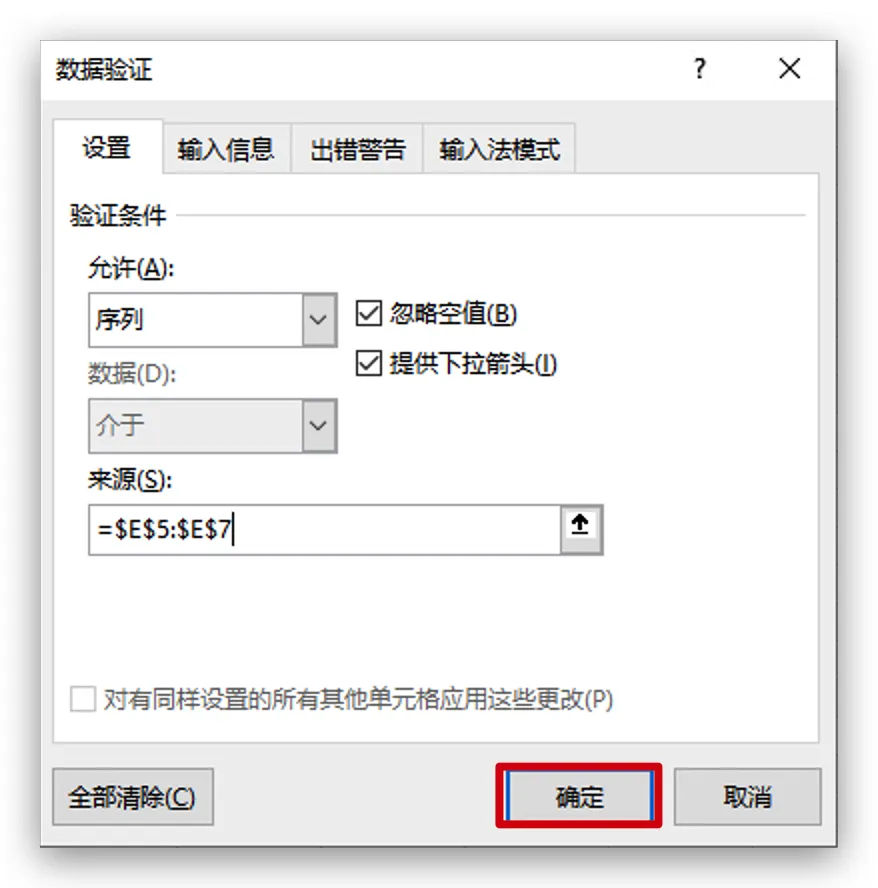 数据验证 ?
设置 输入信息 出错警告 输入法模式
验证条件
允许(A):
序列
忽略空值(B)
提供下拉箭头(I)
数据(D):
介于
来源(S):
=$E$5:$E$7
对有同样设置的所有其他单元格应用这些更改(P)
全部清除(C) 确定 取消